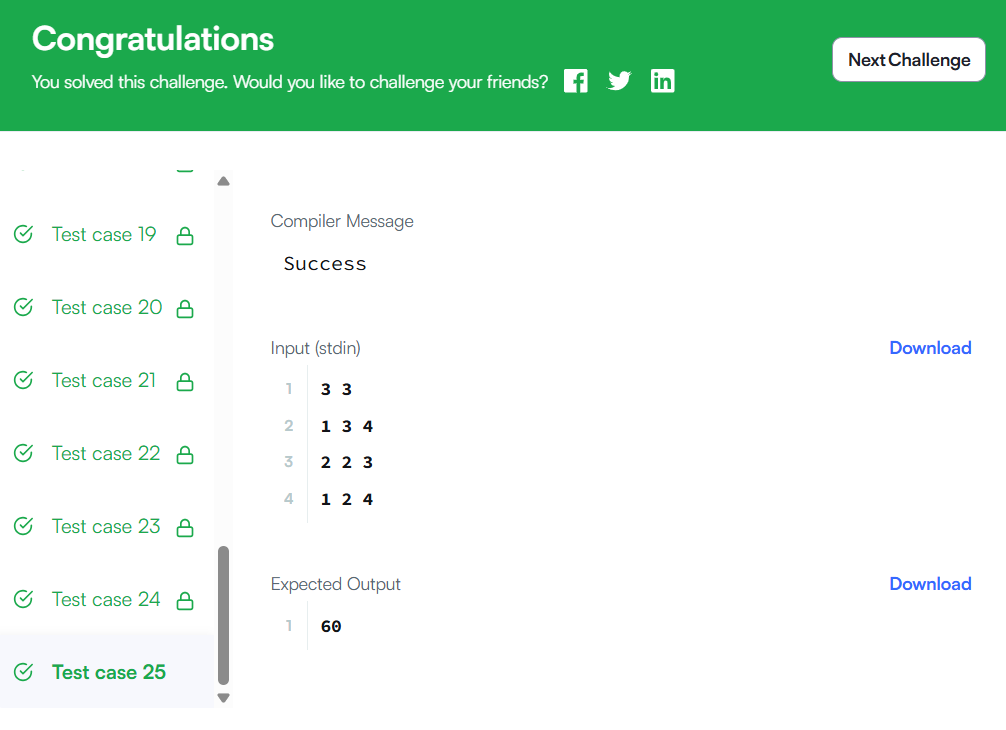 Congratulations
You solved this challenge. Would you like to challenge your friends?
Next Challenge
Test case 19
Test case 20
Test case 21
Test case 22
Test case 23
Test case 24
Test case 25
Compiler Message
Success
Input (stdin)
Download
1 3 3
2 1 3 4
3 2 2 3
4 1 2 4
Expected Output
Download
1 60